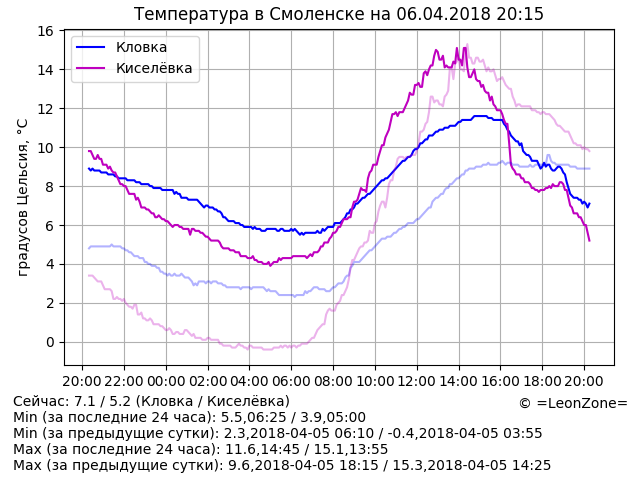 Температура в Смоленске на 06.04.2018 20:15
градусов Цельсия, °C
Кловка
Киселёвка
16
14
12
10
8
6
4
2
0
20:00 22:00 00:00 02:00 04:00 06:00 08:00 10:00 12:00 14:00 16:00 18:00 20:00
Сейчас: 7.1 / 5.2 (Кловка / Киселёвка)
© =LeonZone=
Min (за последние 24 часа): 5.5,06:25 / 3.9,05:00
Min (за предыдущие сутки): 2.3,2018-04-05 06:10 / -0.4,2018-04-05 03:55
Max (за последние 24 часа): 11.6,14:45 / 15.1,13:55
Max (за предыдущие сутки): 9.6,2018-04-05 18:15 / 15.3,2018-04-05 14:25